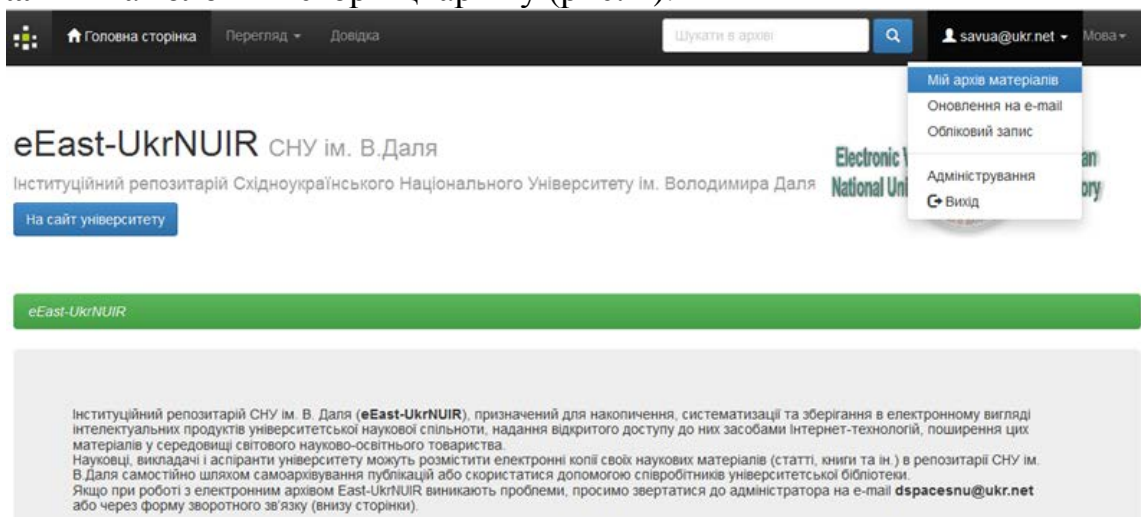 Головна сторінка Перегляд Довідка Шукати в архіві savua@ukr.net Мова
Мій архів матеріалів
Оновлення на e-mail
Обліковий запис
Адміністрування
Вихід
eEast-UkrNUIR СНУ ім. В.Даля
Інституційний репозитарій Східноукраїнського Національного Університету ім. Володимира Даля
Electronic
National
На сайт університету
eEast-UkrNUIR
Інституційний репозитарій СНУ ім. В. Даля (eEast-UkrNUIR), призначений для накопичення, систематизації та зберігання в електронному вигляді
інтелектуальних продуктів університетської наукової спільноти, надання відкритого доступу до них засобами Інтернет-технологій, поширення цих
матеріалів у середовищі світового науково-освітнього товариства.
Науковці, викладачі і аспіранти університету можуть розмістити електронні копії своїх наукових матеріалів (статті, книги та ін.) в репозитарії СНУ ім.
В.Даля самостійно шляхом самоархівування публікацій або скористатися допомогою співробітників університетської бібліотеки.
Якщо при роботі з електронним архівом East-UkrNUIR виникають проблеми, просимо звертатися до адміністратора на e-mail dspacesnu@ukr.net
або через форму зворотного зв'язку (внизу сторінки).